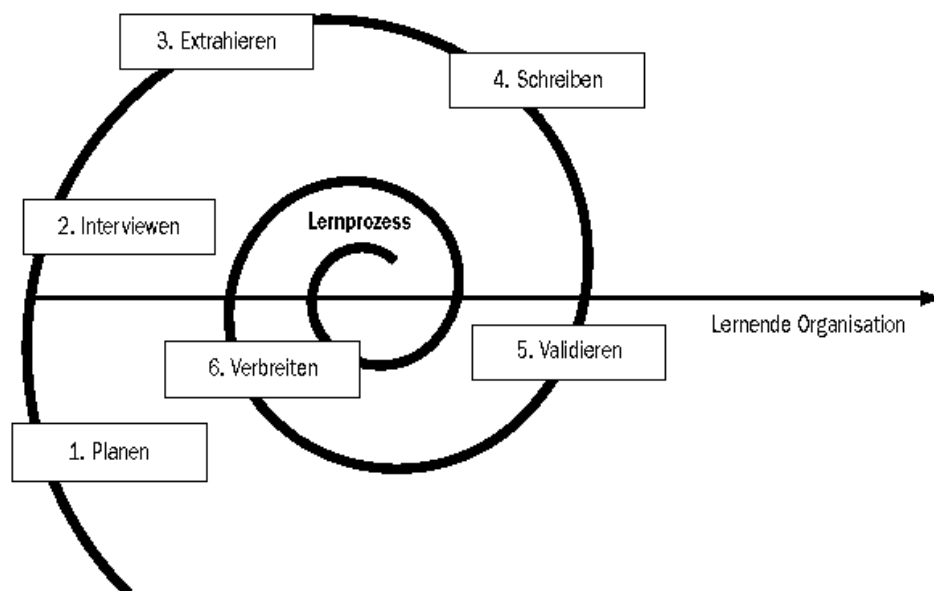 3. Extrahieren
4. Schreiben
2. Interviewen
Lernprozess
Lernende Organisation
5. Validieren
6. Verbreiten
1. Planen